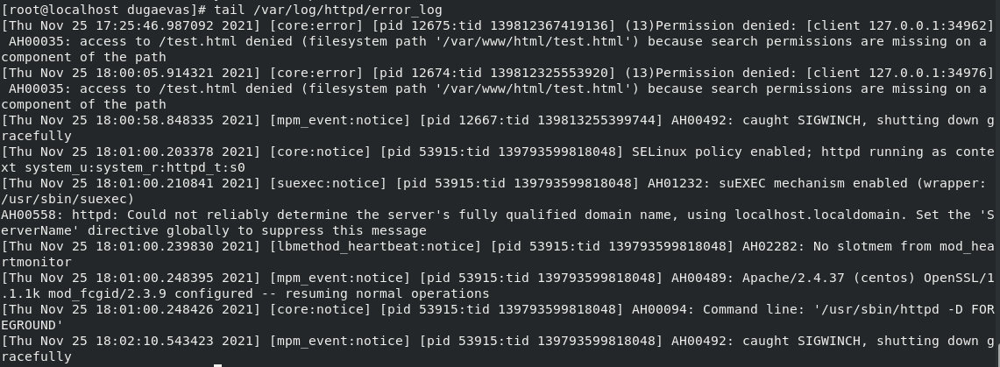 [root@localhost dugaevas]# tail /var/log/httpd/error_log
[Thu Nov 25 17:25:46.987092 2021] [core:error] [pid 12675:tid 139812367419136] (13)Permission denied: [client 127.0.0.1:34962]
 AH00035: access to /test.html denied (filesystem path '/var/www/html/test.html') because search permissions are missing on a
component of the path
[Thu Nov 25 18:00:05.914321 2021] [core:error] [pid 12674:tid 139812325553920] (13)Permission denied: [client 127.0.0.1:34976]
 AH00035: access to /test.html denied (filesystem path '/var/www/html/test.html') because search permissions are missing on a
component of the path
[Thu Nov 25 18:00:58.848335 2021] [mpm_event:notice] [pid 12667:tid 139813255399744] AH00492: caught SIGWINCH, shutting down g
racefully
[Thu Nov 25 18:01:00.203378 2021] [core:notice] [pid 53915:tid 139793599818048] SELinux policy enabled; httpd running as conte
xt system_u:system_r:httpd_t:s0
[Thu Nov 25 18:01:00.210841 2021] [suexec:notice] [pid 53915:tid 139793599818048] AH01232: suEXEC mechanism enabled (wrapper:
/usr/sbin/suexec)
AH00558: httpd: Could not reliably determine the server's fully qualified domain name, using localhost.localdomain. Set the 'S
erverName' directive globally to suppress this message
[Thu Nov 25 18:01:00.239830 2021] [lbmethod_heartbeat:notice] [pid 53915:tid 139793599818048] AH02282: No slotmem from mod_hea
rtmonitor
[Thu Nov 25 18:01:00.248395 2021] [mpm_event:notice] [pid 53915:tid 139793599818048] AH00489: Apache/2.4.37 (centos) OpenSSL/1
.1.1k mod_fcgid/2.3.9 configured -- resuming normal operations
[Thu Nov 25 18:01:00.248426 2021] [core:notice] [pid 53915:tid 139793599818048] AH00094: Command line: '/usr/sbin/httpd -D FOR
EGROUND'
[Thu Nov 25 18:02:10.543423 2021] [mpm_event:notice] [pid 53915:tid 139793599818048] AH00492: caught SIGWINCH, shutting down g
racefully